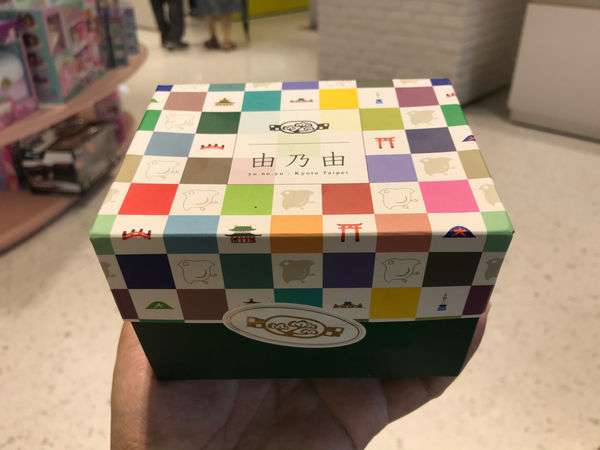 由乃由
yu no yu . Kyoto Taipei